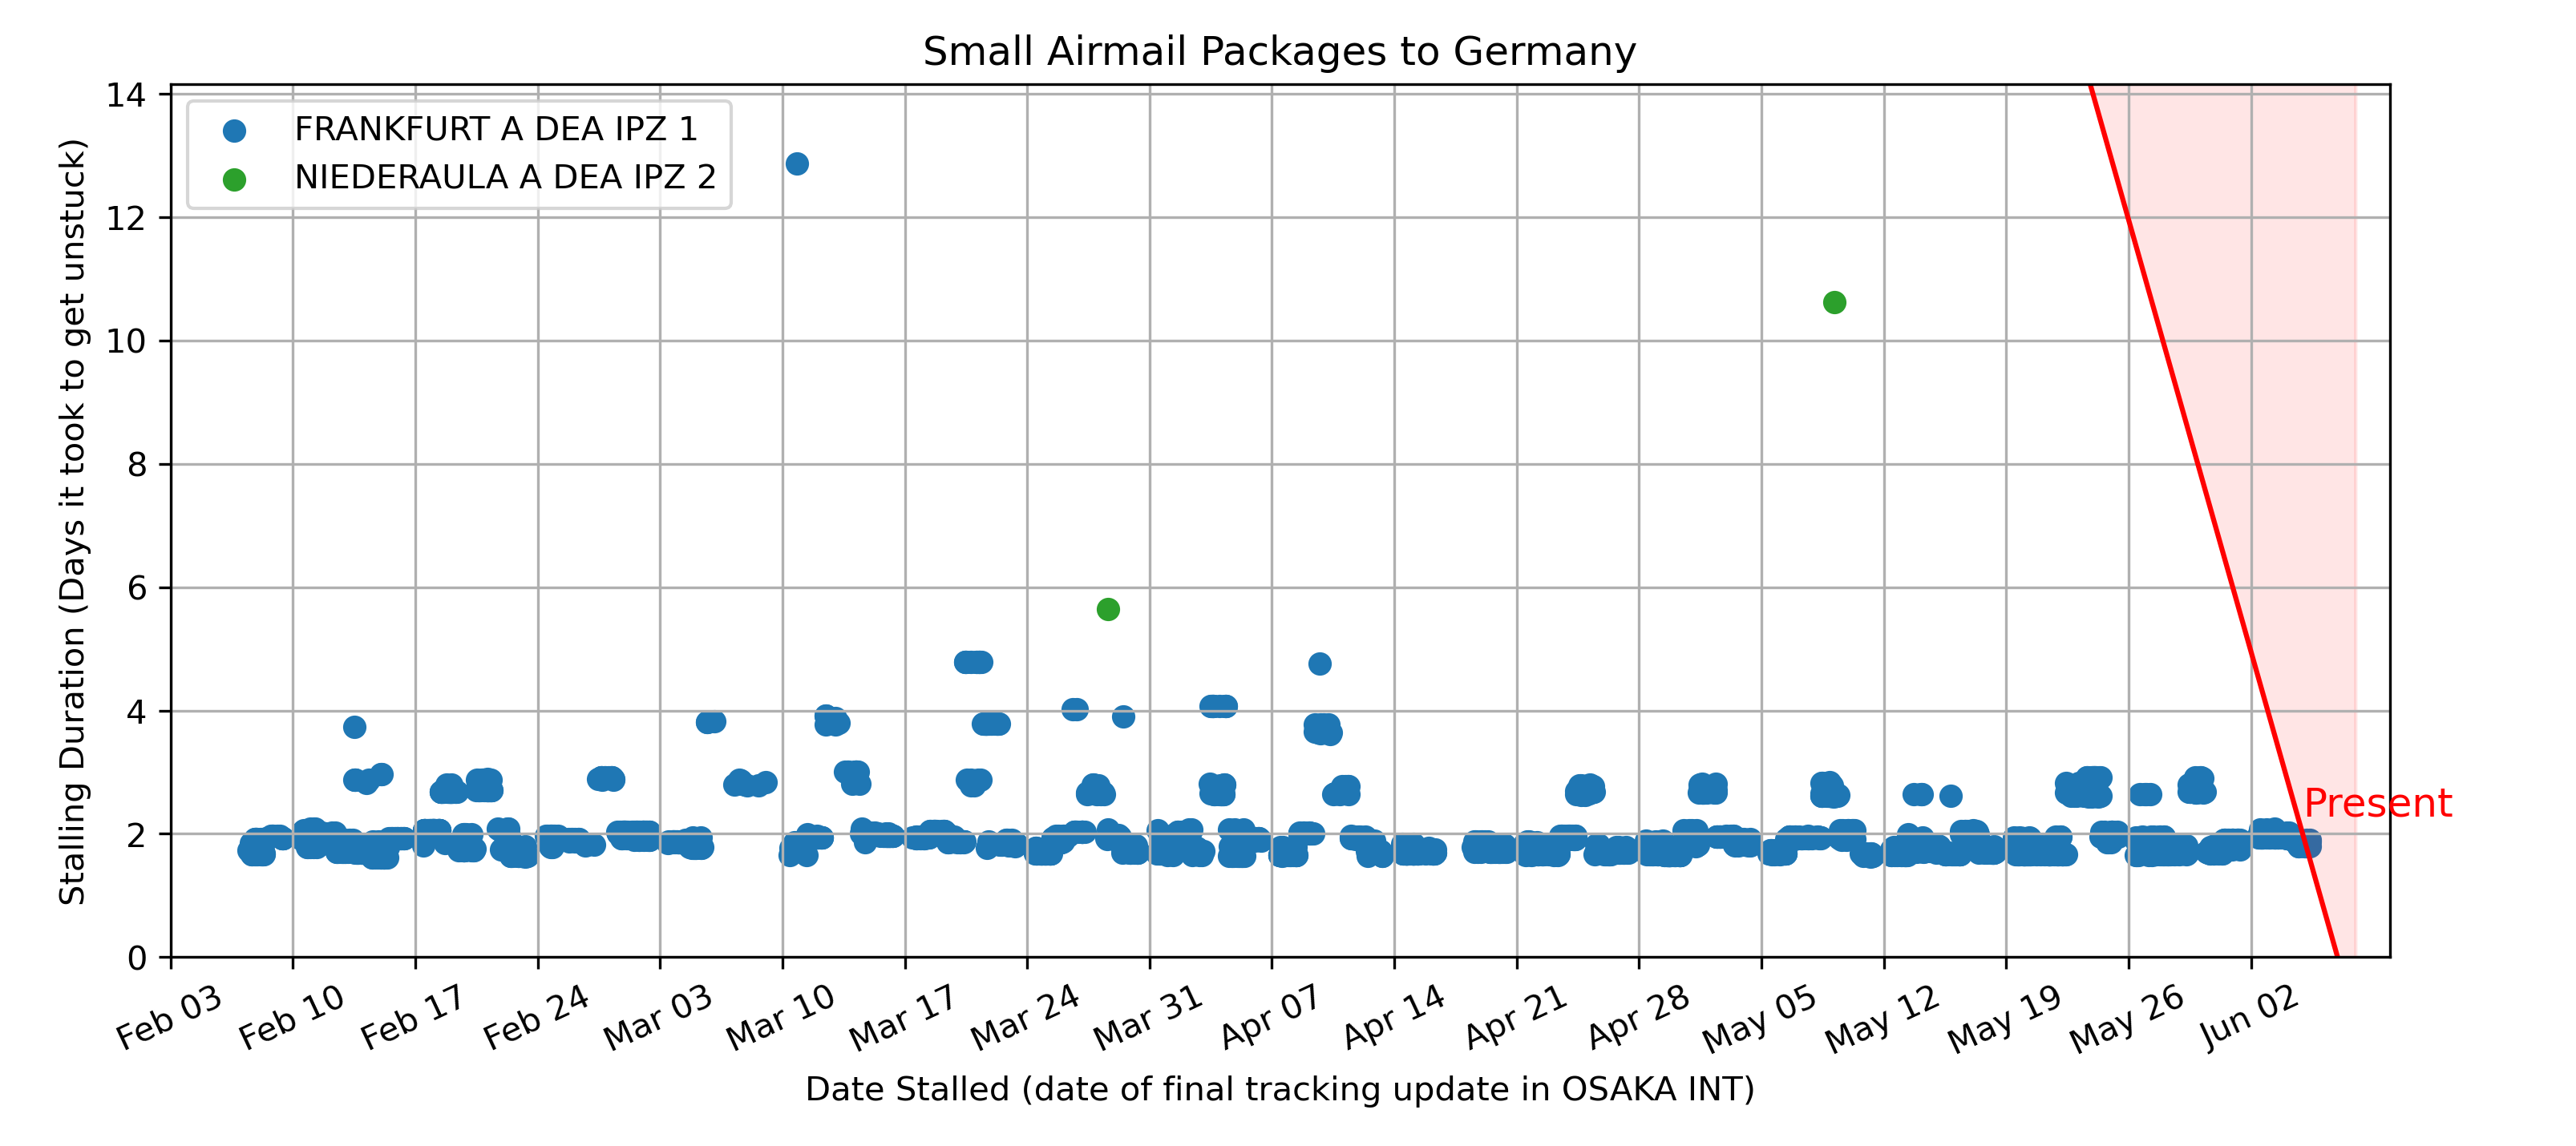 Small Airmail Packages to Germany
FRANKFURT A DEA IPZ 1
NIEDERAULA A DEA IPZ 2
Stalling Duration (Days it took to get unstuck)
14
12
10
8
6
4
2
0
Present
Feb 03
Feb 10
Feb 17
Feb 24
Mar 03
Mar 10
Mar 17
Mar 24
Mar 31
Apr 07
Apr 14
Apr 21
Apr 28
May 05
May 12
May 19
May 26
Jun 02
Date Stalled (date of final tracking update in OSAKA INT)